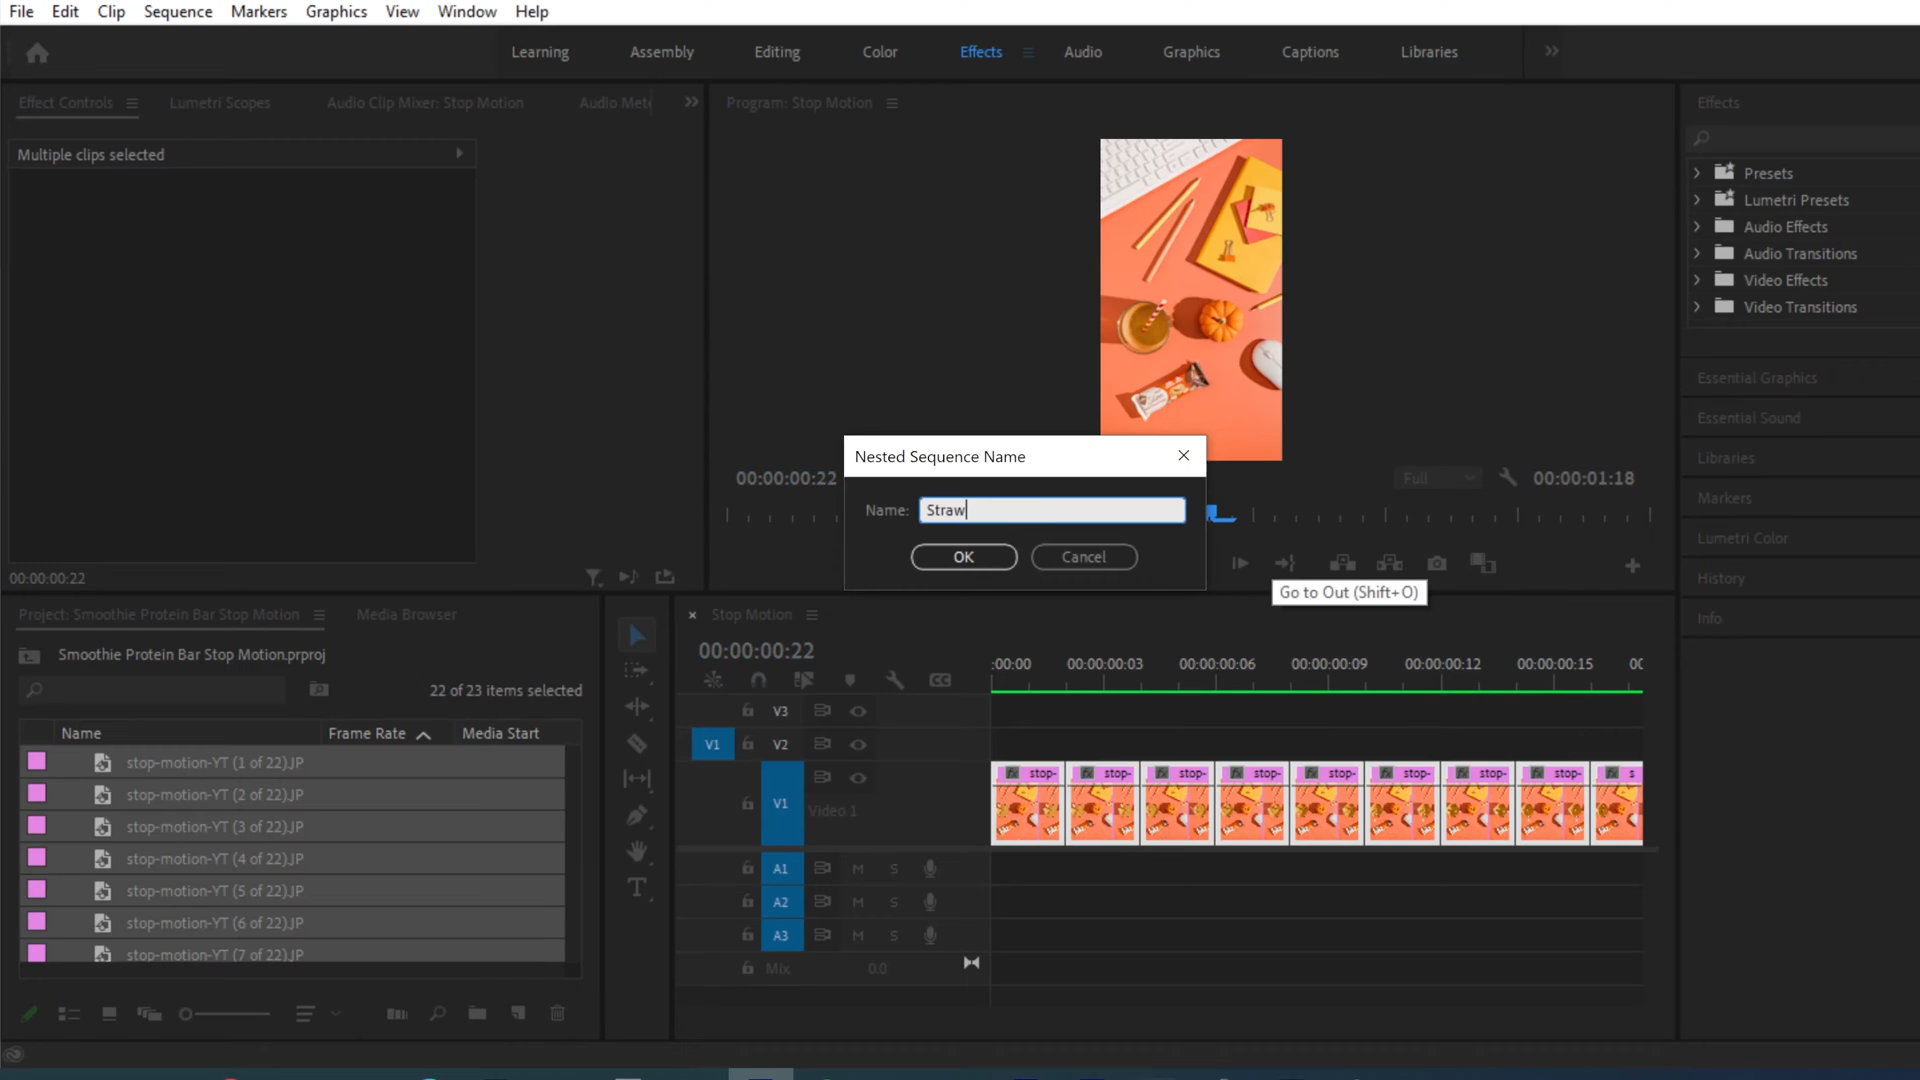 File Edit Clip Sequence Markers Graphics View Window Help
Learning Assembly Editing Color Effects Audio Graphics Captions Libraries
Effect Controls Lumetri Scopes Audio Clip Mixer: Stop Motion Audio Mete
Program: Stop Motion
Effects
Multiple clips selected
Presets
Lumetri Presets
Audio Effects
Audio Transitions
Video Effects
Video Transitions
Essential Graphics
Essential Sound
Libraries
Markers
Lumetri Color
History
Info
Nested Sequence Name
Name: Straw
OK Cancel
00:00:00:22 Full 00:00:01:18
Go to Out (Shift+O)
00:00:00:22
Project: Smoothie Protein Bar Stop Motion Media Browser
Smoothie Protein Bar Stop Motion.prproj
22 of 23 items selected
Name Frame Rate Media Start
stop-motion-YT (1 of 22).JP
stop-motion-YT (2 of 22).JP
stop-motion-YT (3 of 22).JP
stop-motion-YT (4 of 22).JP
stop-motion-YT (5 of 22).JP
stop-motion-YT (6 of 22).JP
stop-motion-YT (7 of 22).JP
Stop Motion
00:00:00:22
:00:00 00:00:00:03 00:00:00:06 00:00:00:09 00:00:00:12 00:00:00:15 00
V3
V1 V2
V1 Video 1
fx stop- fx stop- fx stop- fx stop- fx stop- fx stop- fx stop- fx stop- fx s
A1 M S
A2 M S
A3 M S
Mix 0.0